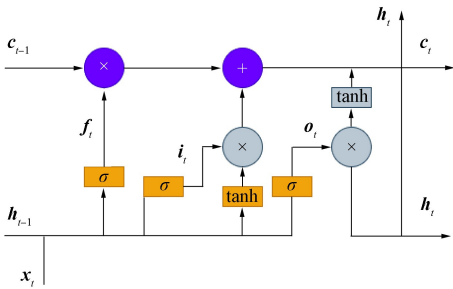 h_t
c_{t-1}
×
+
c_t
tanh
f_t
i_t
×
o_t
×
σ
σ
tanh
σ
h_{t-1}
h_t
x_t